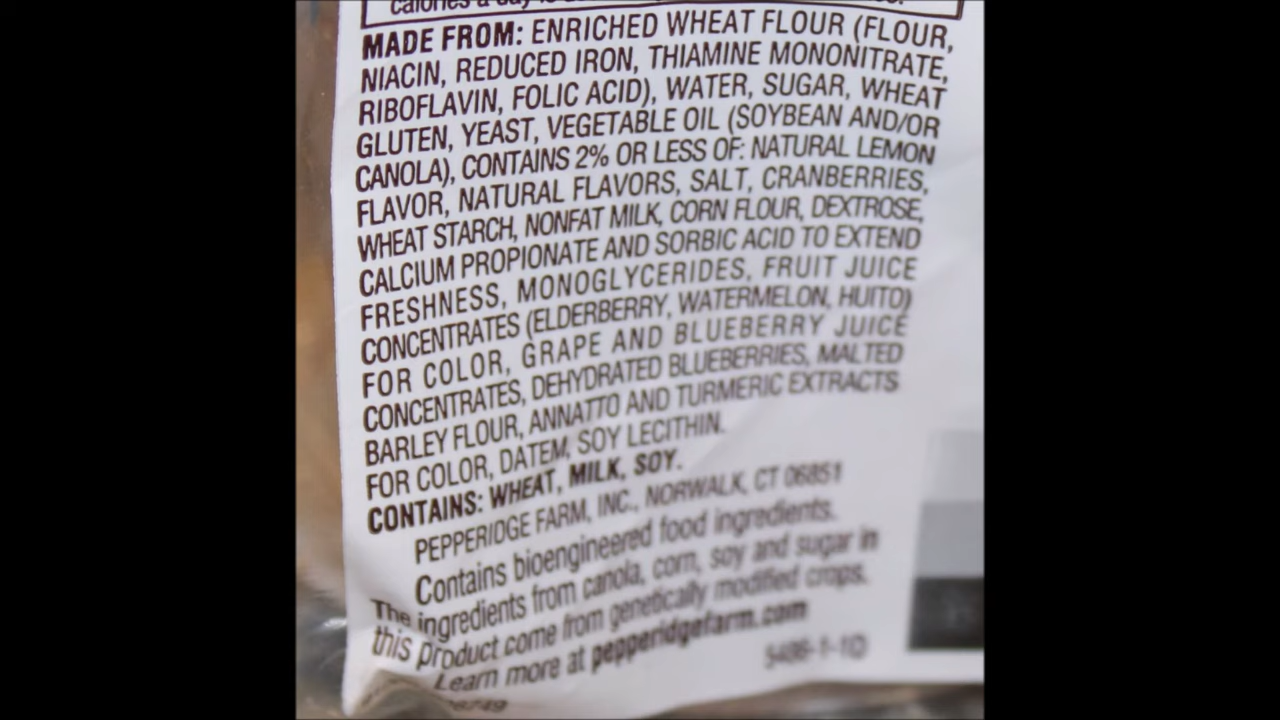 calories a day is
MADE FROM: ENRICHED WHEAT FLOUR (FLOUR,
NIACIN, REDUCED IRON, THIAMINE MONONITRATE,
RIBOFLAVIN, FOLIC ACID), WATER, SUGAR, WHEAT
GLUTEN, YEAST, VEGETABLE OIL (SOYBEAN AND/OR
CANOLA), CONTAINS 2% OR LESS OF: NATURAL LEMON
FLAVOR, NATURAL FLAVORS, SALT, CRANBERRIES,
WHEAT STARCH, NONFAT MILK, CORN FLOUR, DEXTROSE,
CALCIUM PROPIONATE AND SORBIC ACID TO EXTEND
FRESHNESS, MONOGLYCERIDES, FRUIT JUICE
CONCENTRATES (ELDERBERRY, WATERMELON, HUITO)
FOR COLOR, GRAPE AND BLUEBERRY JUICE
CONCENTRATES, DEHYDRATED BLUEBERRIES, MALTED
BARLEY FLOUR, ANNATTO AND TURMERIC EXTRACTS
FOR COLOR, DATEM, SOY LECITHIN.
CONTAINS: WHEAT, MILK, SOY.
PEPPERIDGE FARM, INC., NORWALK, CT 06851
Contains bioengineered food ingredients.
The ingredients from canola, corn, soy and sugar in
this product come from genetically modified crops.
Learn more at pepperidgefarm.com